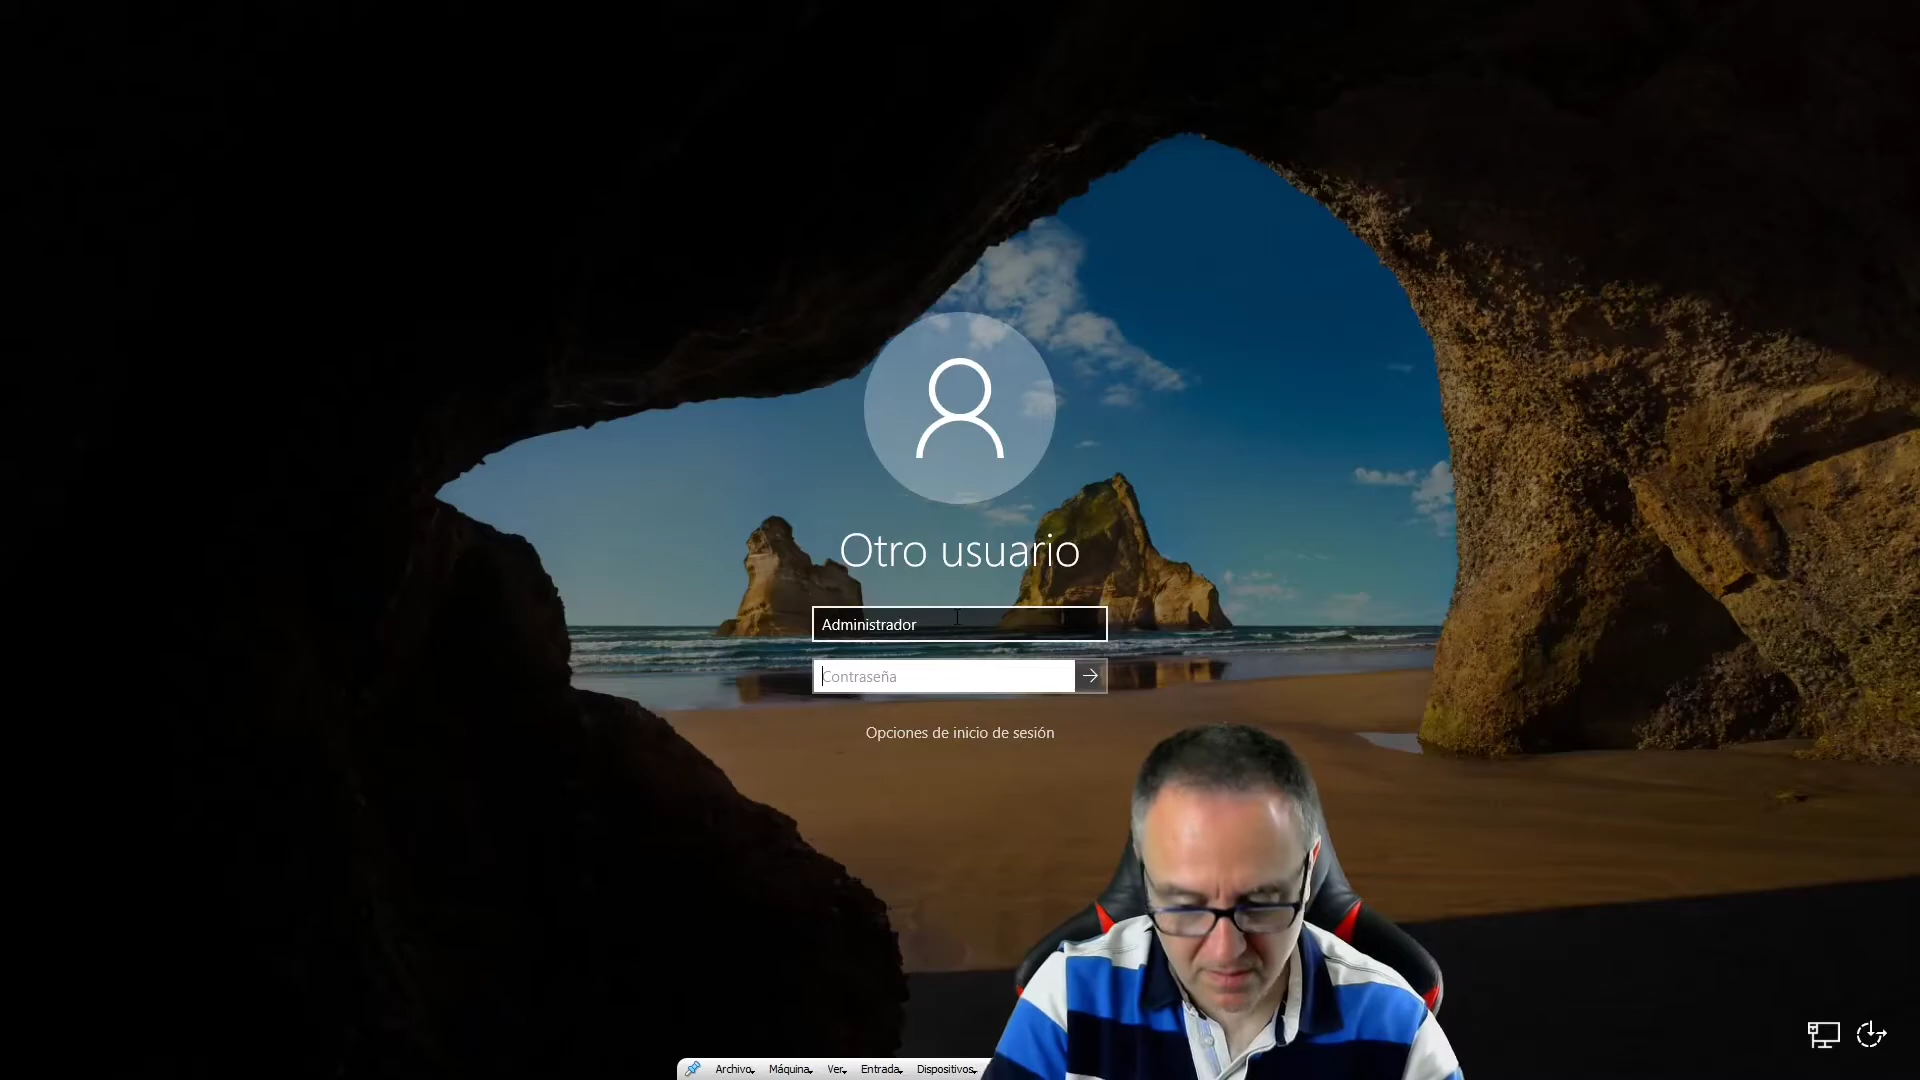 Otro usuario
Administrador
Contraseña
Opciones de inicio de sesión
Archivo Máquina Ver Entrada Dispositivos